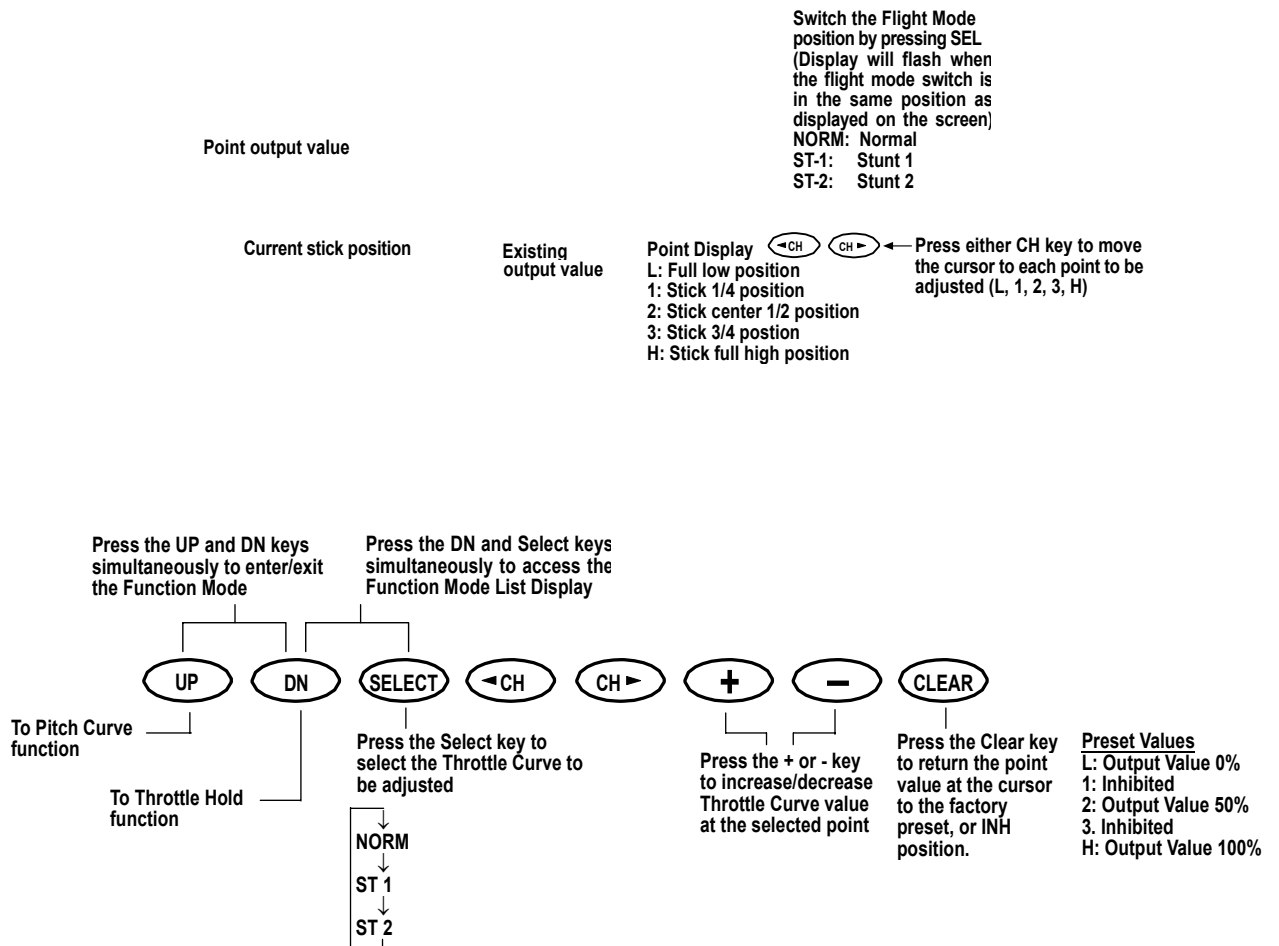 Switch the Flight Mode
position by pressing SEL
(Display will flash when
the flight mode switch is
in the same position as
displayed on the screen)
NORM: Normal
ST-1: Stunt 1
ST-2: Stunt 2
Point output value
Current stick position
Existing
output value
Point Display
L: Full low position
1: Stick 1/4 position
2: Stick center 1/2 position
3: Stick 3/4 postion
H: Stick full high position
◄CH
CH ►
Press either CH key to move
the cursor to each point to be
adjusted (L, 1, 2, 3, H)
Press the UP and DN keys
simultaneously to enter/exit
the Function Mode
Press the DN and Select keys
simultaneously to access the
Function Mode List Display
UP
DN
SELECT
◄CH
CH ►
+
–
CLEAR
To Pitch Curve
function
To Throttle Hold
function
Press the Select key to
select the Throttle Curve to
be adjusted
NORM
ST 1
ST 2
Press the + or - key
to increase/decrease
Throttle Curve value
at the selected point
Press the Clear key
to return the point
value at the cursor
to the factory
preset, or INH
position.
Preset Values
L: Output Value 0%
1: Inhibited
2: Output Value 50%
3. Inhibited
H: Output Value 100%